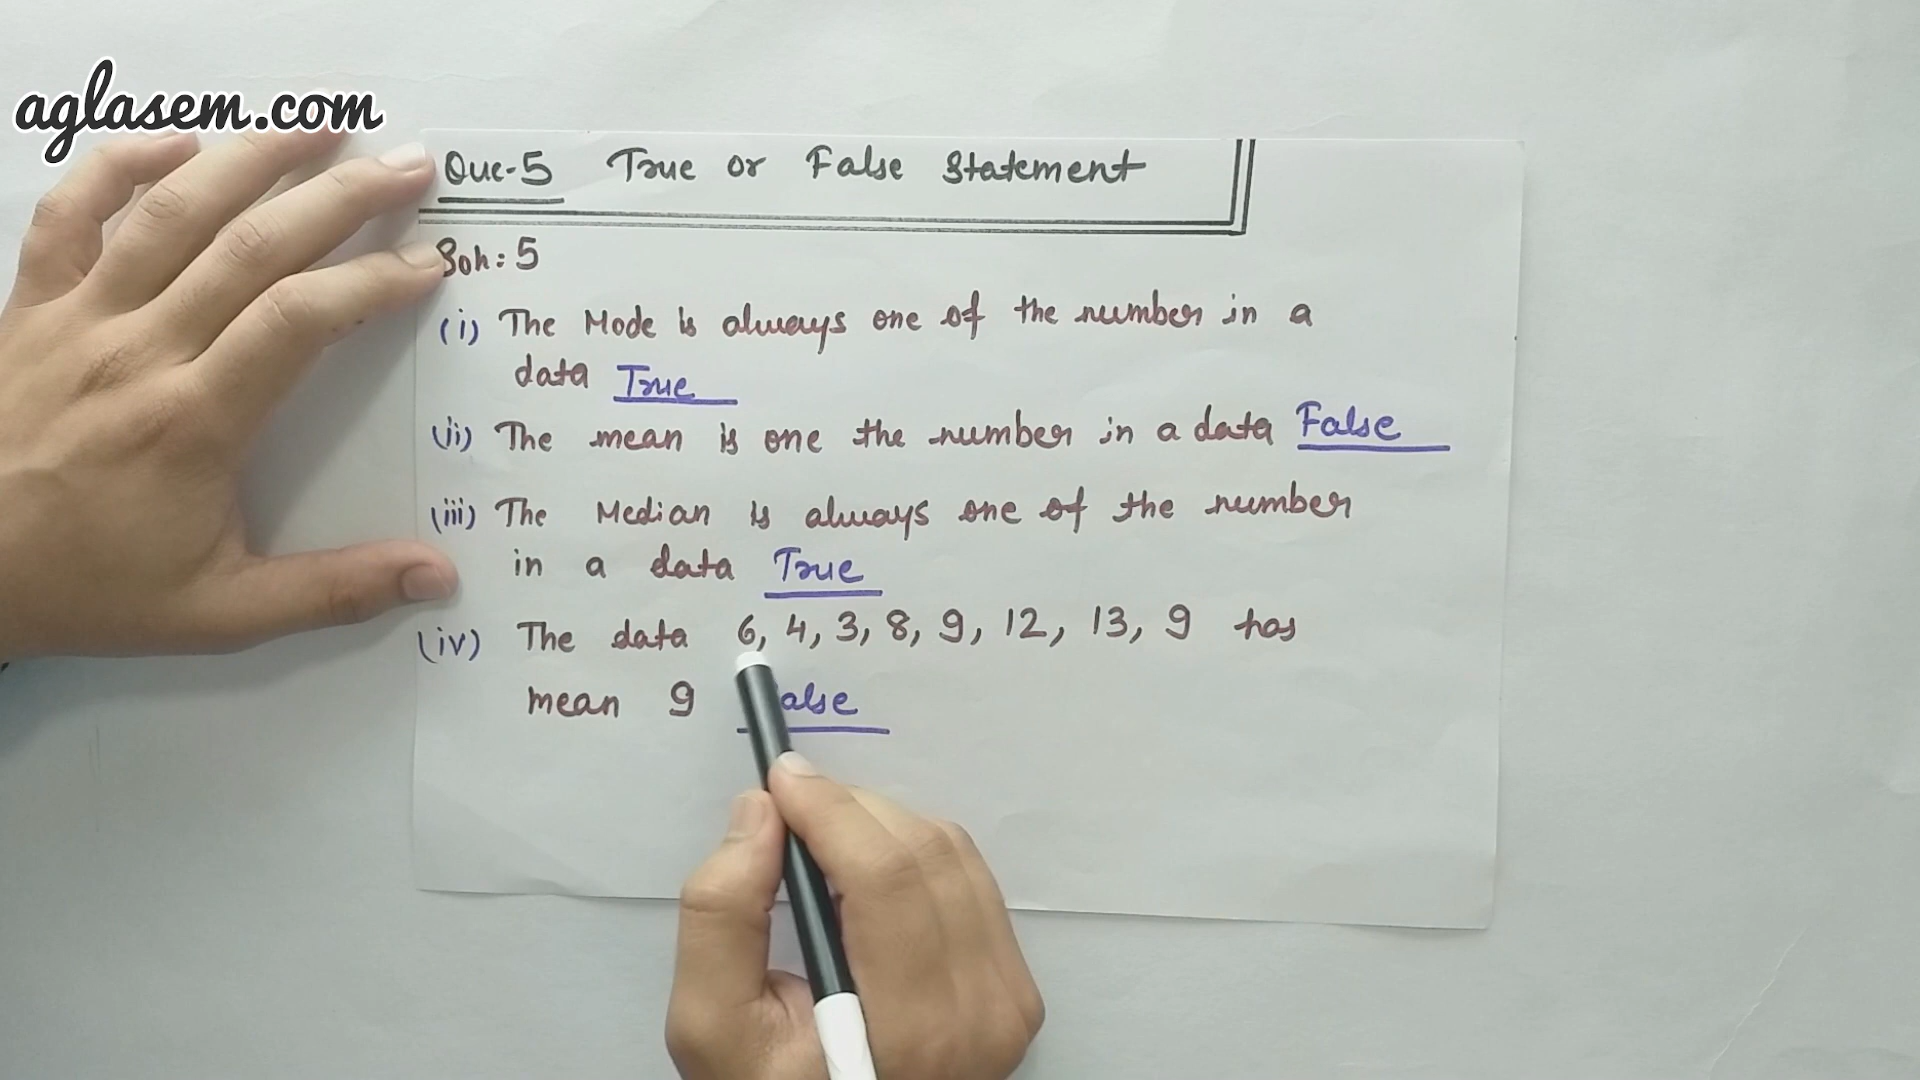 aglasem.com
Que-5 True or False Statement
Soln: 5
(i) The Mode is always one of the number in a
data True
(ii) The mean is one the number in a data False
(iii) The Median is always one of the number
in a data True
(iv) The data 6, 4, 3, 8, 9, 12, 13, 9 has
mean 9